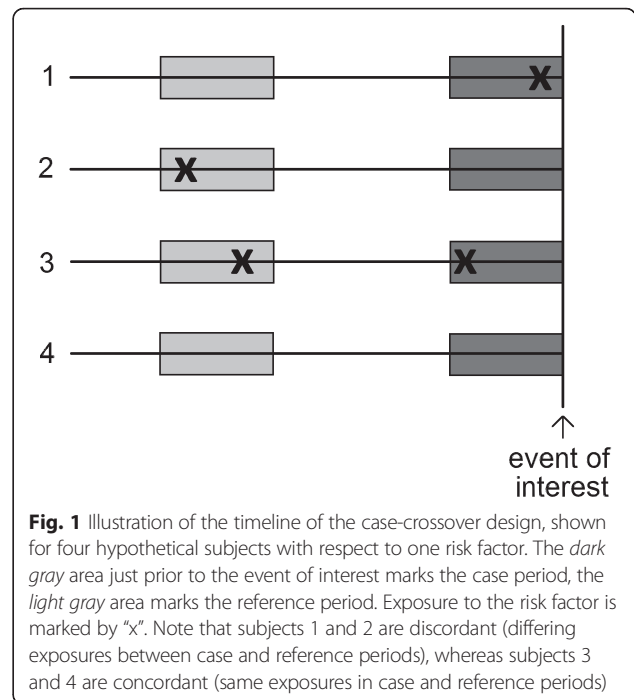 1 X
2 X
3 X X
4
event of
interest
Fig. 1 Illustration of the timeline of the case-crossover design, shown
for four hypothetical subjects with respect to one risk factor. The dark
gray area just prior to the event of interest marks the case period, the
light gray area marks the reference period. Exposure to the risk factor is
marked by “x”. Note that subjects 1 and 2 are discordant (differing
exposures between case and reference periods), whereas subjects 3
and 4 are concordant (same exposures in case and reference periods)